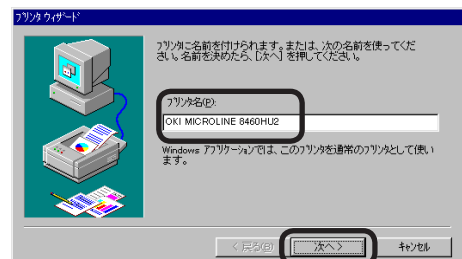 プリンタ ウィザード
プリンタに名前を付けられます。または、次の名前を使ってくだ
さい。名前を決めたら、[次へ] を押してください。
プリンタ名(P):
OKI MICROLINE 8460HU2
Windows アプリケーションでは、このプリンタを通常のプリンタとして使い
ます。
< 戻る(B)
次へ >
キャンセル